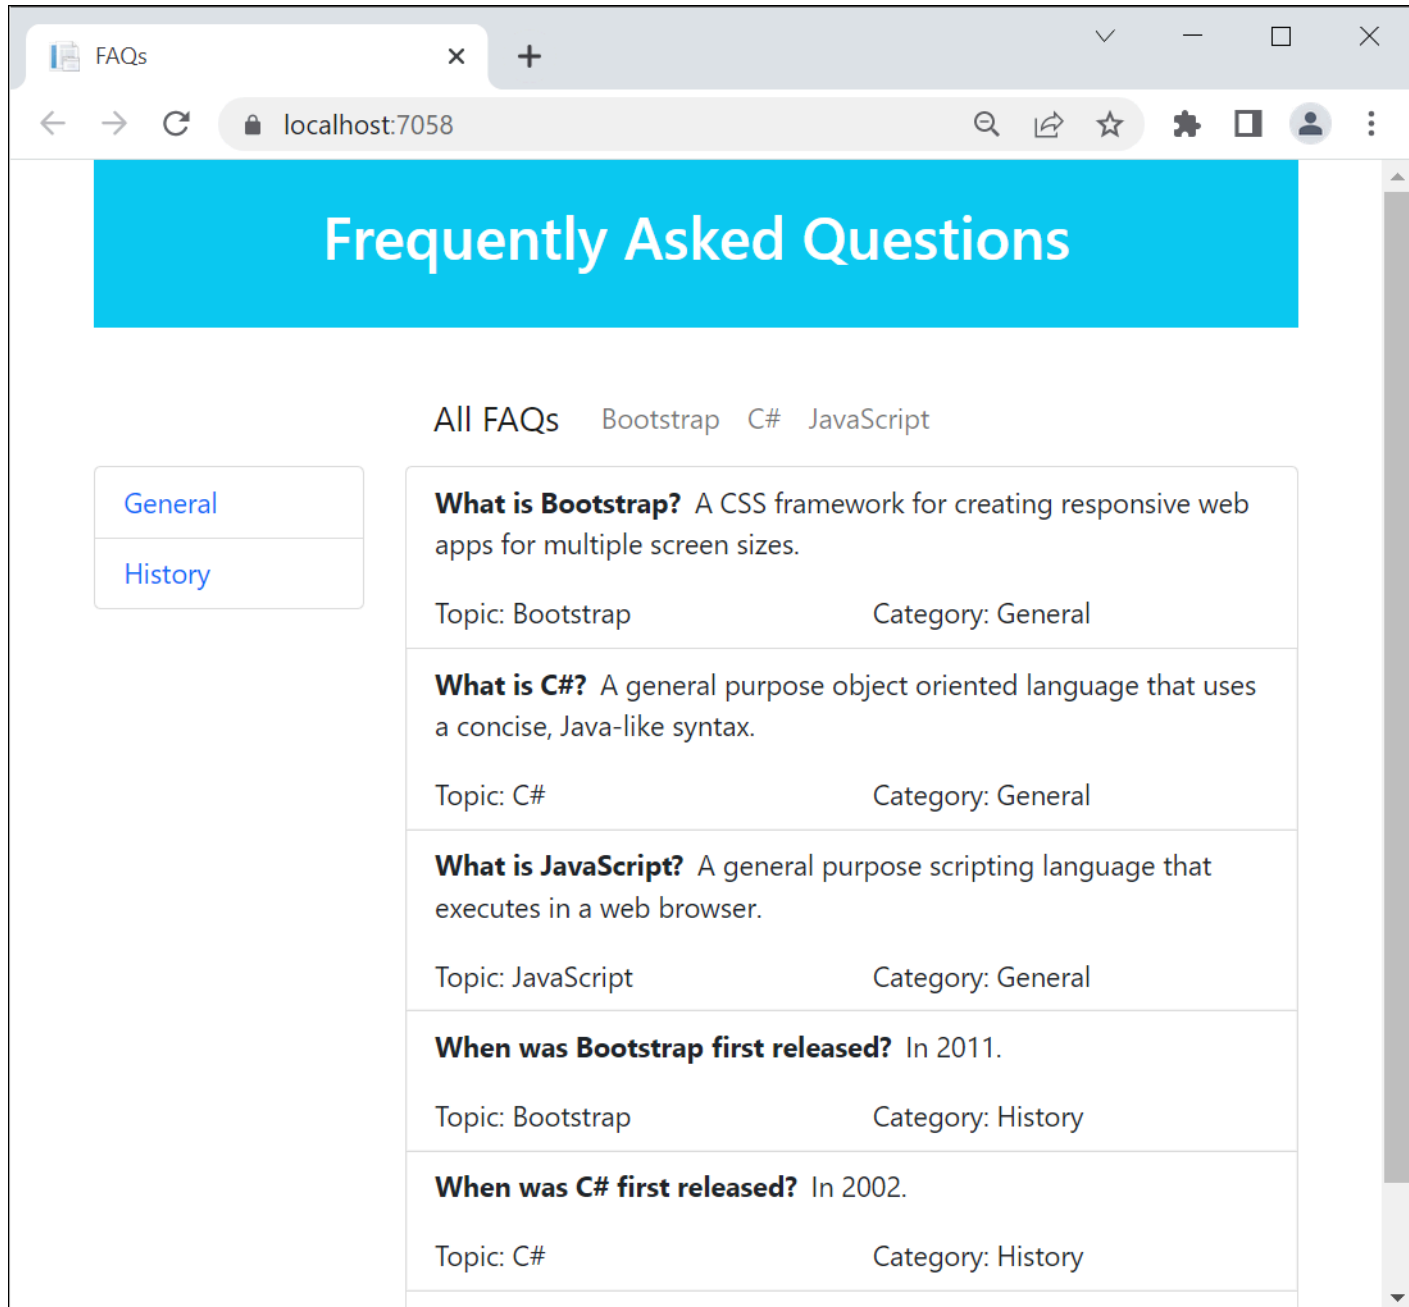 FAQs
localhost:7058
Frequently Asked Questions
All FAQs Bootstrap C# JavaScript
General
History
What is Bootstrap? A CSS framework for creating responsive web
apps for multiple screen sizes.
Topic: Bootstrap Category: General
What is C#? A general purpose object oriented language that uses
a concise, Java-like syntax.
Topic: C# Category: General
What is JavaScript? A general purpose scripting language that
executes in a web browser.
Topic: JavaScript Category: General
When was Bootstrap first released? In 2011.
Topic: Bootstrap Category: History
When was C# first released? In 2002.
Topic: C# Category: History